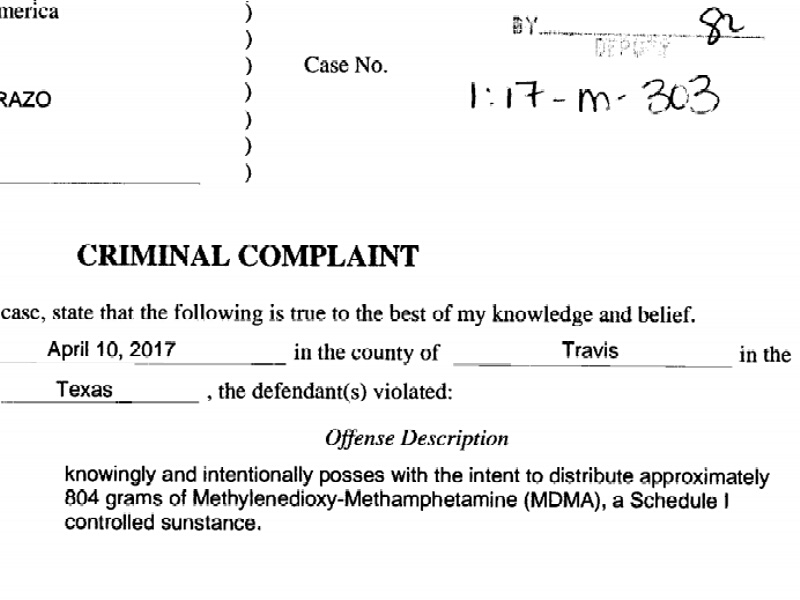 merica )
BY 82
)
DEPUTY
) Case No.
RAZO )
1:17-m-303
)
)
)
CRIMINAL COMPLAINT
case, state that the following is true to the best of my knowledge and belief.
April 10, 2017 in the county of Travis in the
Texas , the defendant(s) violated:
Offense Description
knowingly and intentionally posses with the intent to distribute approximately
804 grams of Methylenedioxy-Methamphetamine (MDMA), a Schedule I
controlled sunstance.